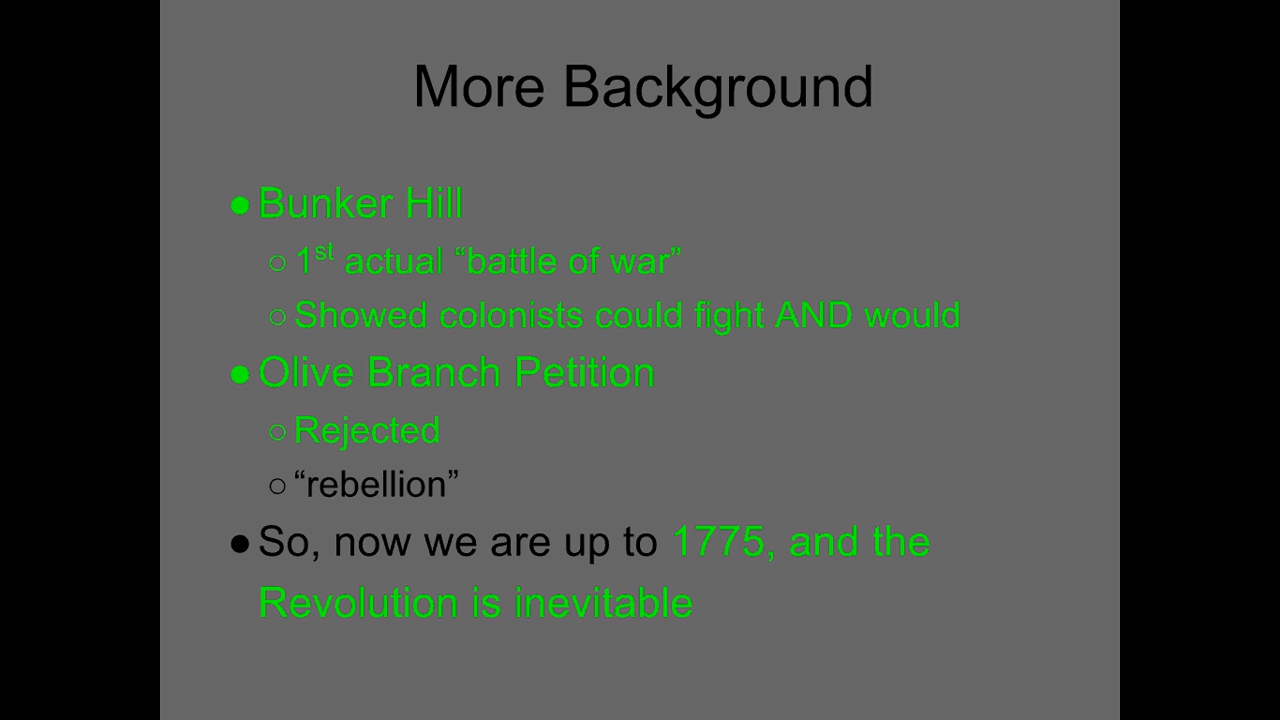 More Background
● Bunker Hill
○ 1st actual “battle of war”
○ Showed colonists could fight AND would
● Olive Branch Petition
○ Rejected
○ “rebellion”
● So, now we are up to 1775, and the
Revolution is inevitable